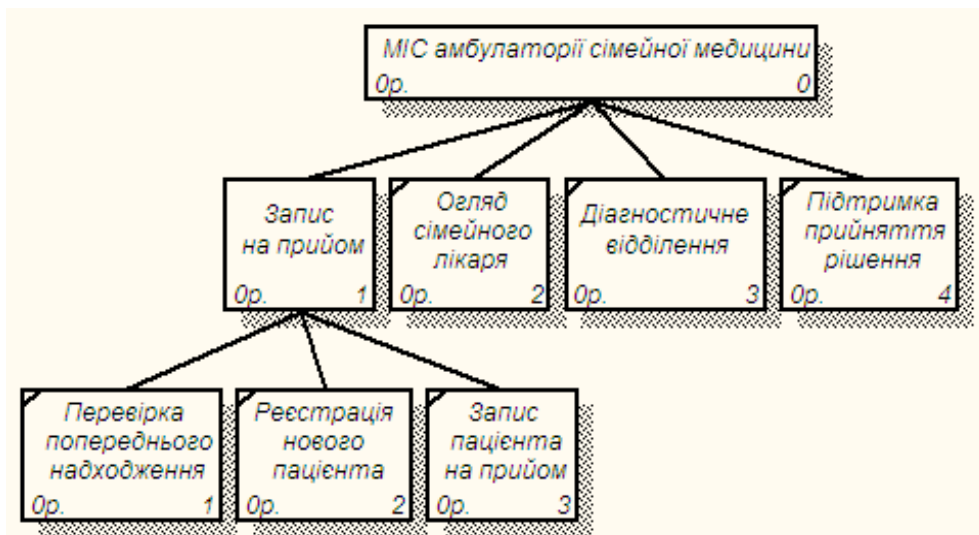 МІС амбулаторії сімейної медицини
0р. 0
Запис
на прийом
0р. 1
Огляд
сімейного
лікаря
0р. 2
Діагностичне
відділення
0р. 3
Підтримка
прийняття
рішення
0р. 4
Перевірка
попереднього
надходження
0р. 1
Реєстрація
нового
пацієнта
0р. 2
Запис
пацієнта
на прийом
0р. 3